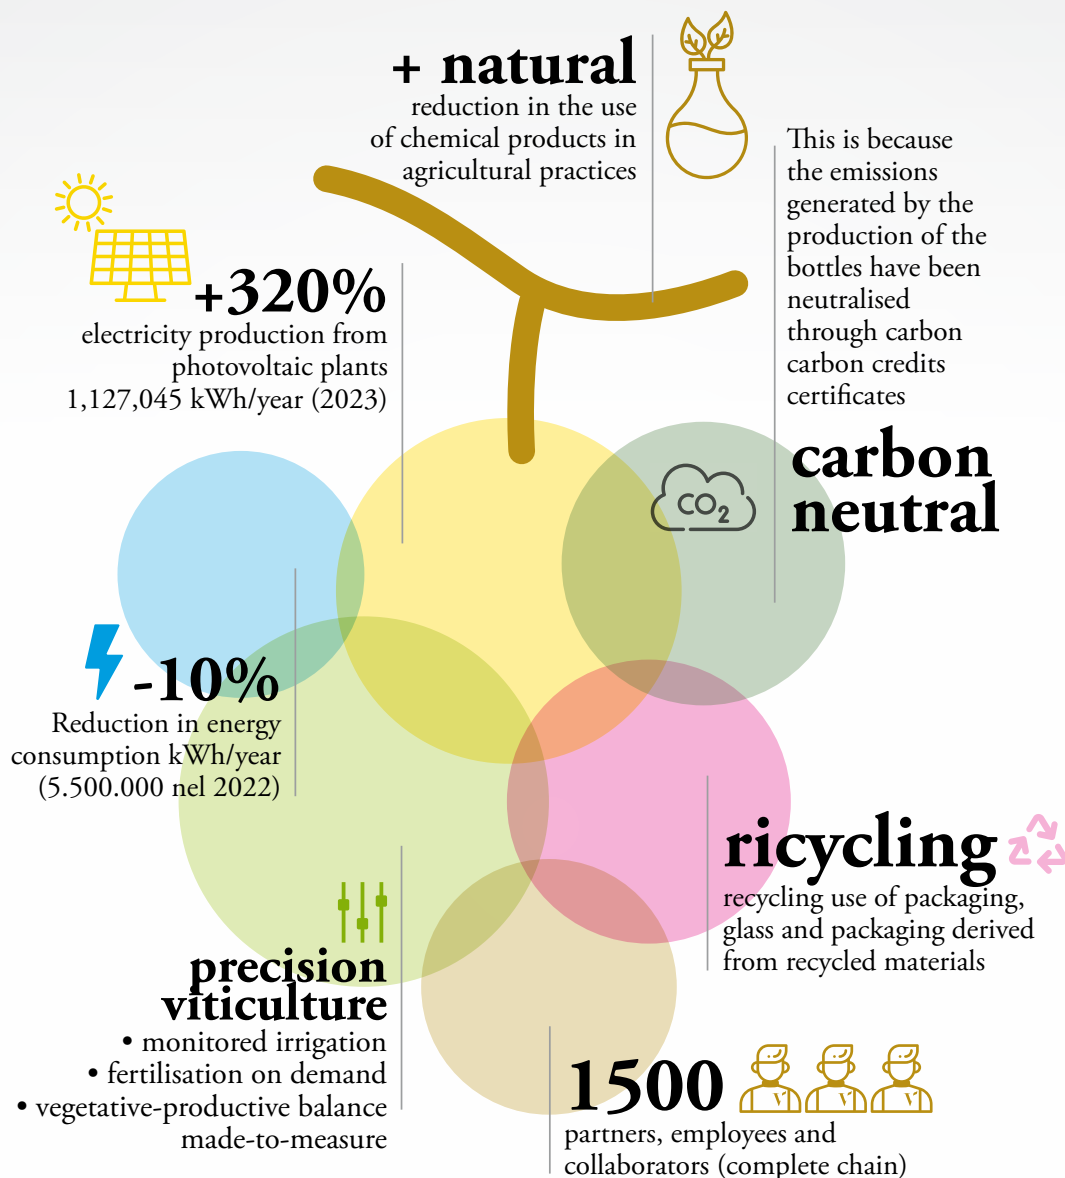 + natural
reduction in the use
of chemical products in
agricultural practices
This is because
the emissions
generated by the
production of the
bottles have been
neutralised
through carbon
carbon credits
certificates
carbon
neutral
CO2
+320%
electricity production from
photovoltaic plants
1,127,045 kWh/year (2023)
-10%
Reduction in energy
consumption kWh/year
(5.500.000 nel 2022)
ricycling
recycling use of packaging,
glass and packaging derived
from recycled materials
precision
viticulture
• monitored irrigation
• fertilisation on demand
• vegetative-productive balance
made-to-measure
1500
partners, employees and
collaborators (complete chain)